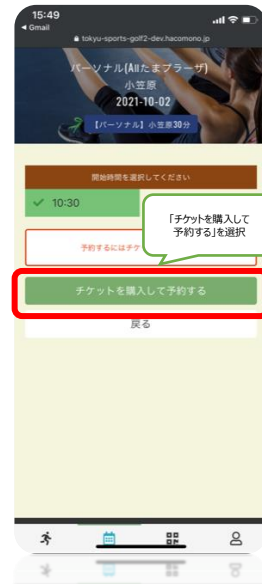 15:49
◀ Gmail
tokyu-sports-golf2-dev.hacomono.jp
パーソナル(Allたまプラーザ)
小笠原
2021-10-02
【パーソナル】小笠原30分
開始時間を選択してください
10:30
「チケットを購入して
予約する」を選択
予約するにはチケ
チケットを購入して予約する
戻る